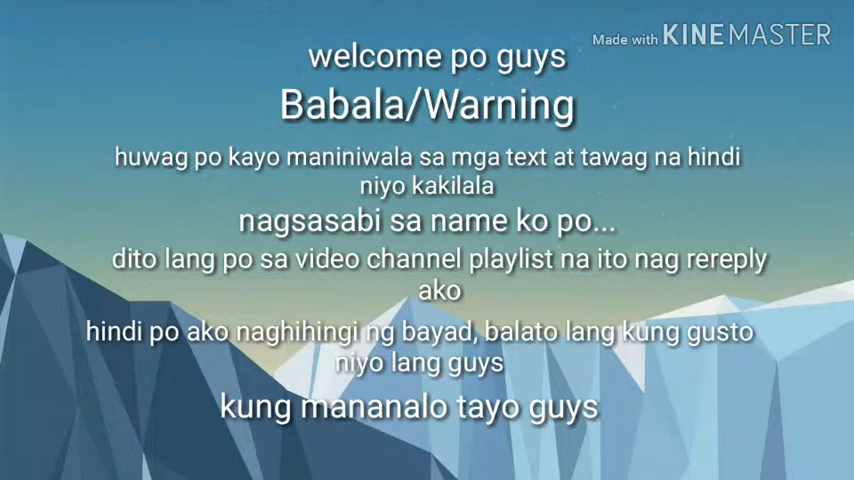 Made with KINEMASTER
welcome po guys
Babala/Warning
huwag po kayo maniniwala sa mga text at tawag na hindi
niyo kakilala
nagsasabi sa name ko po...
dito lang po sa video channel playlist na ito nag rereply
ako
hindi po ako naghihingi ng bayad, balato lang kung gusto
niyo lang guys
kung mananalo tayo guys